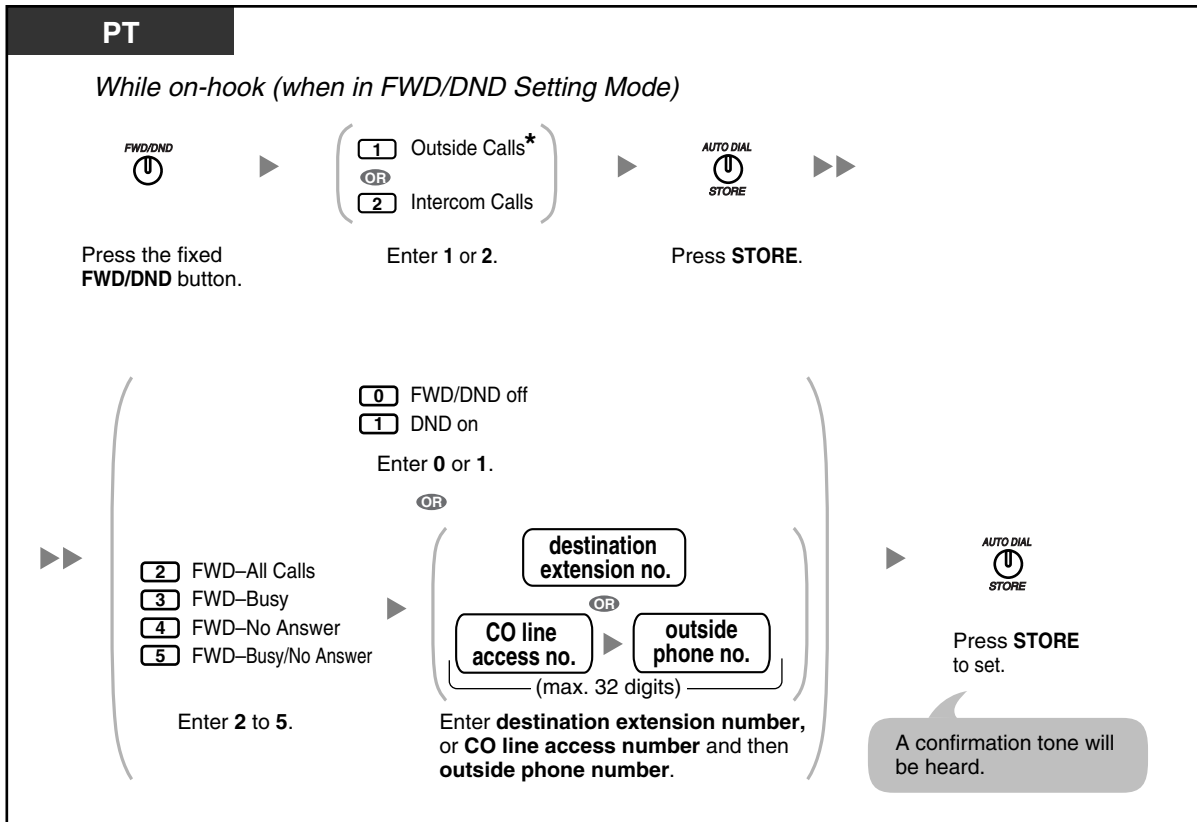 PT
While on-hook (when in FWD/DND Setting Mode)
FWD/DND
1 Outside Calls*
OR
2 Intercom Calls
AUTO DIAL
STORE
Press the fixed
FWD/DND button.
Enter 1 or 2.
Press STORE.
0 FWD/DND off
1 DND on
Enter 0 or 1.
OR
2 FWD–All Calls
3 FWD–Busy
4 FWD–No Answer
5 FWD–Busy/No Answer
Enter 2 to 5.
destination
extension no.
OR
CO line
access no.
outside
phone no.
(max. 32 digits)
Enter destination extension number,
or CO line access number and then
outside phone number.
AUTO DIAL
STORE
Press STORE
to set.
A confirmation tone will
be heard.